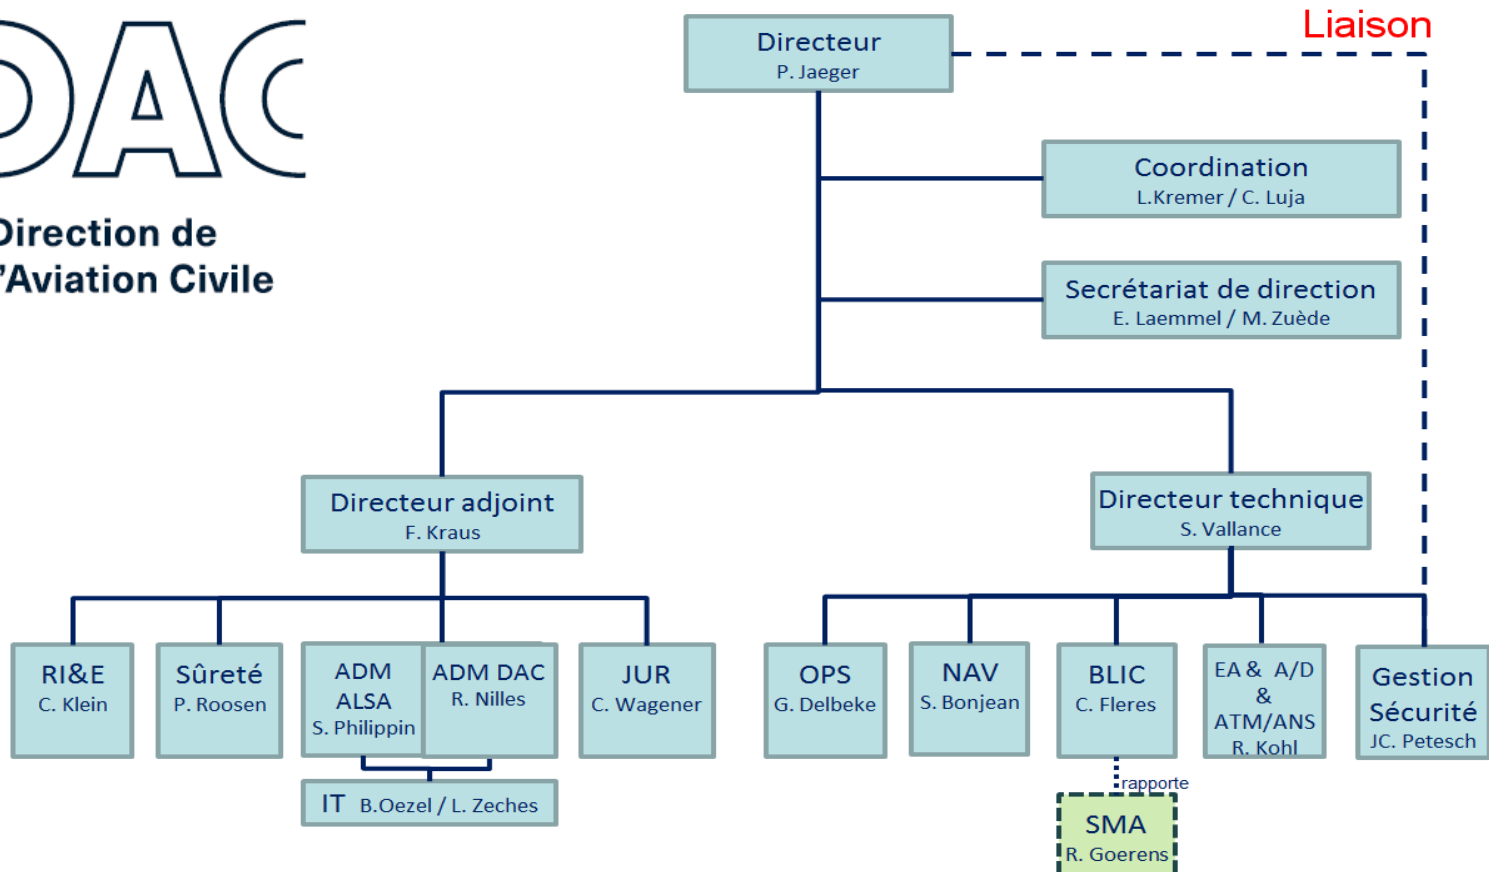 Liaison
Directeur
P. Jaeger
DAC
Direction de
l'Aviation Civile
Coordination
L.Kremer / C. Luja
Secrétariat de direction
E. Laemmel / M. Zuède
Directeur adjoint
F. Kraus
Directeur technique
S. Vallance
RI&E
C. Klein
Sûreté
P. Roosen
ADM
ALSA
S. Philippin
ADM DAC
R. Nilles
JUR
C. Wagener
OPS
G. Delbeke
NAV
S. Bonjean
BLIC
C. Fleres
EA & A/D
&
ATM/ANS
R. Kohl
Gestion
Sécurité
JC. Petesch
IT B.Oezel / L. Zeches
rapporte
SMA
R. Goerens